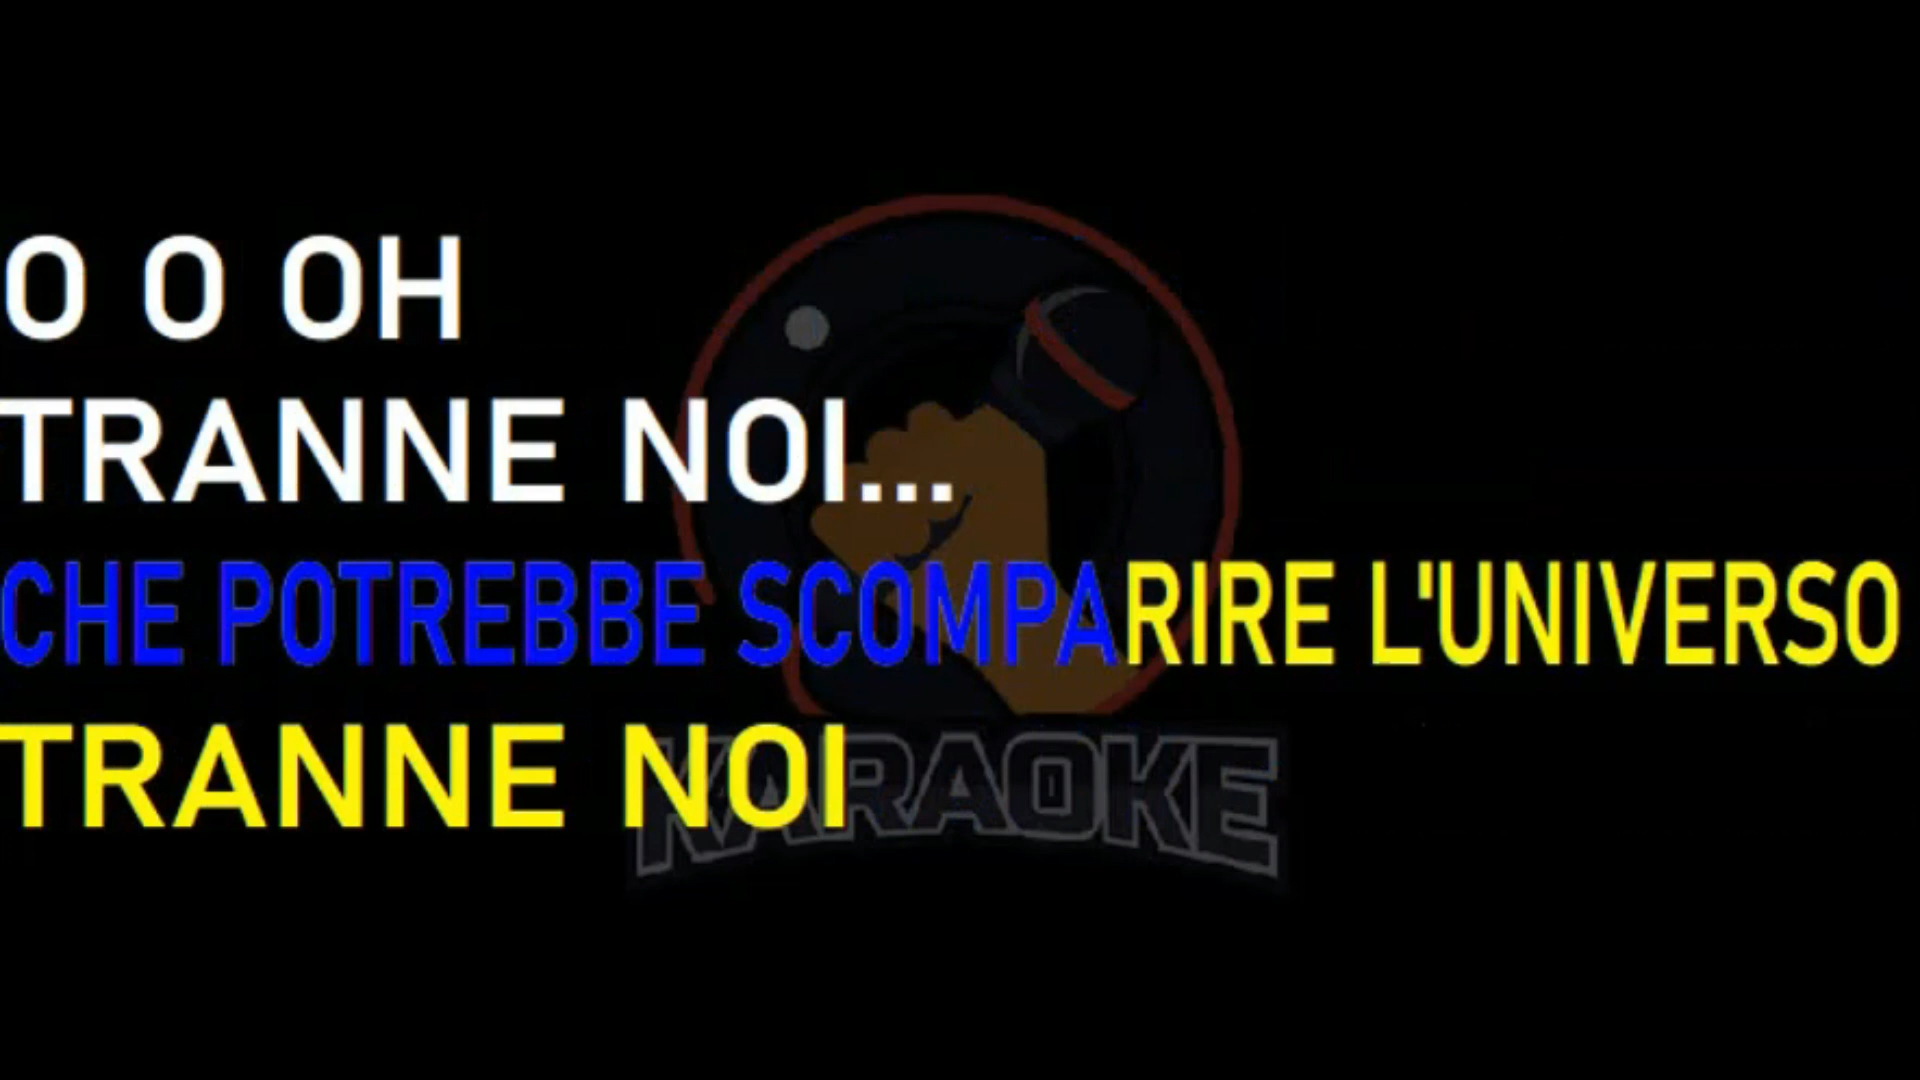 O O OH
TRANNE NOI...
CHE POTREBBE SCOMPARIRE L'UNIVERSO
TRANNE NOI
KARAOKE